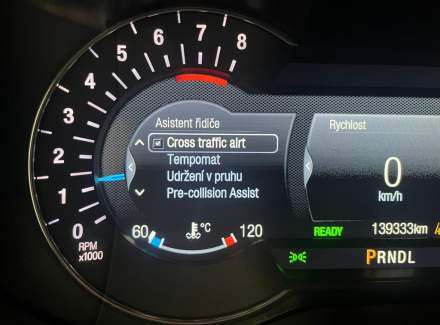 8
7
6
5
4
3
2
1
0
RPM
x1000
Asistent řidiče
Cross traffic alrt
Tempomat
Udržení v pruhu
Pre-collision Assist
60
°C
120
Rychlost
0
km/h
READY
139333km
PRNDL